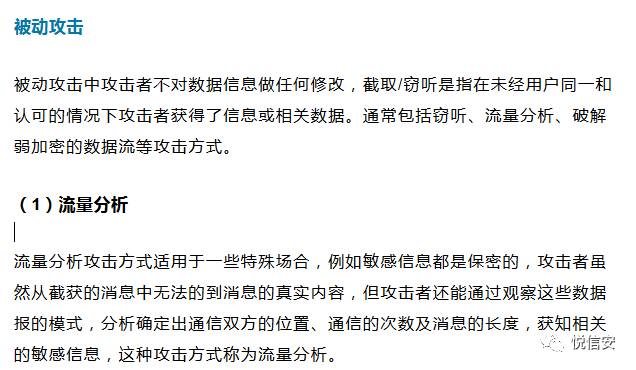 被动攻击
被动攻击中攻击者不对数据信息做任何修改，截取/窃听是指在未经用户同一和
认可的情况下攻击者获得了信息或相关数据。通常包括窃听、流量分析、破解
弱加密的数据流等攻击方式。
（1）流量分析
流量分析攻击方式适用于一些特殊场合，例如敏感信息都是保密的，攻击者虽
然从截获的消息中无法的到消息的真实内容，但攻击者还能通过观察这些数据
报的模式，分析确定出通信双方的位置、通信的次数及消息的长度，获知相关
的敏感信息，这种攻击方式称为流量分析。
悦信安